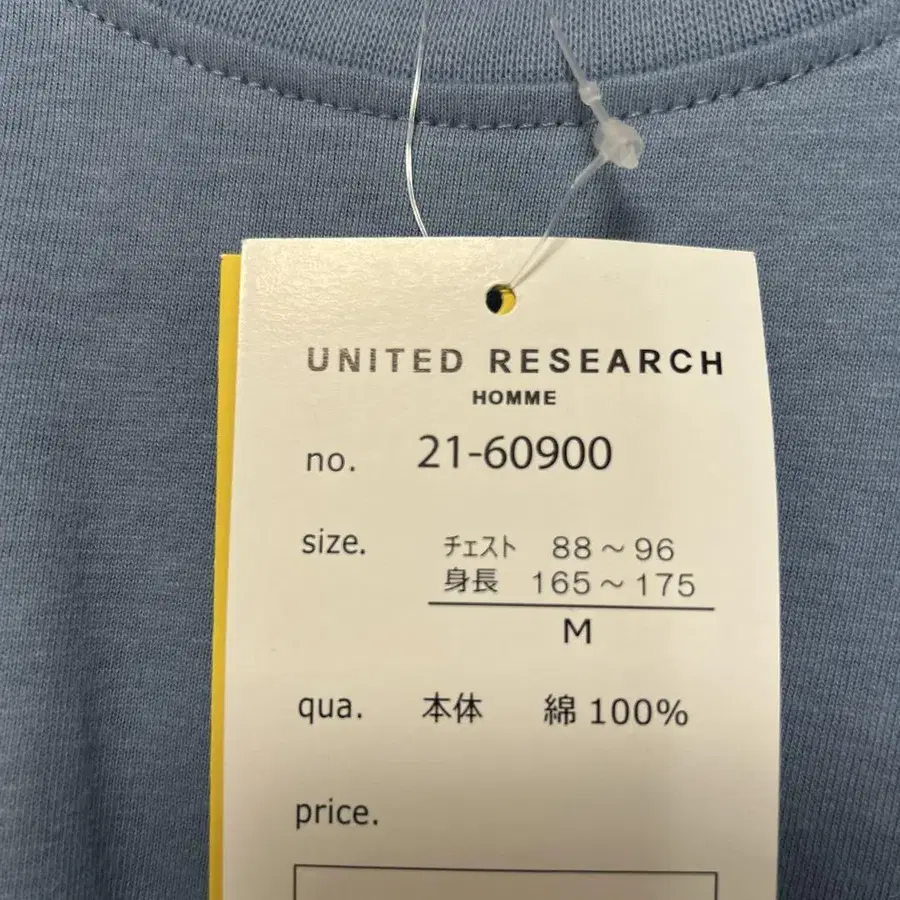 UNITED RESEARCH
HOMME
no. 21-60900
size. チェスト 88～96
身長 165～175
M
qua. 本体 綿 100%
price.